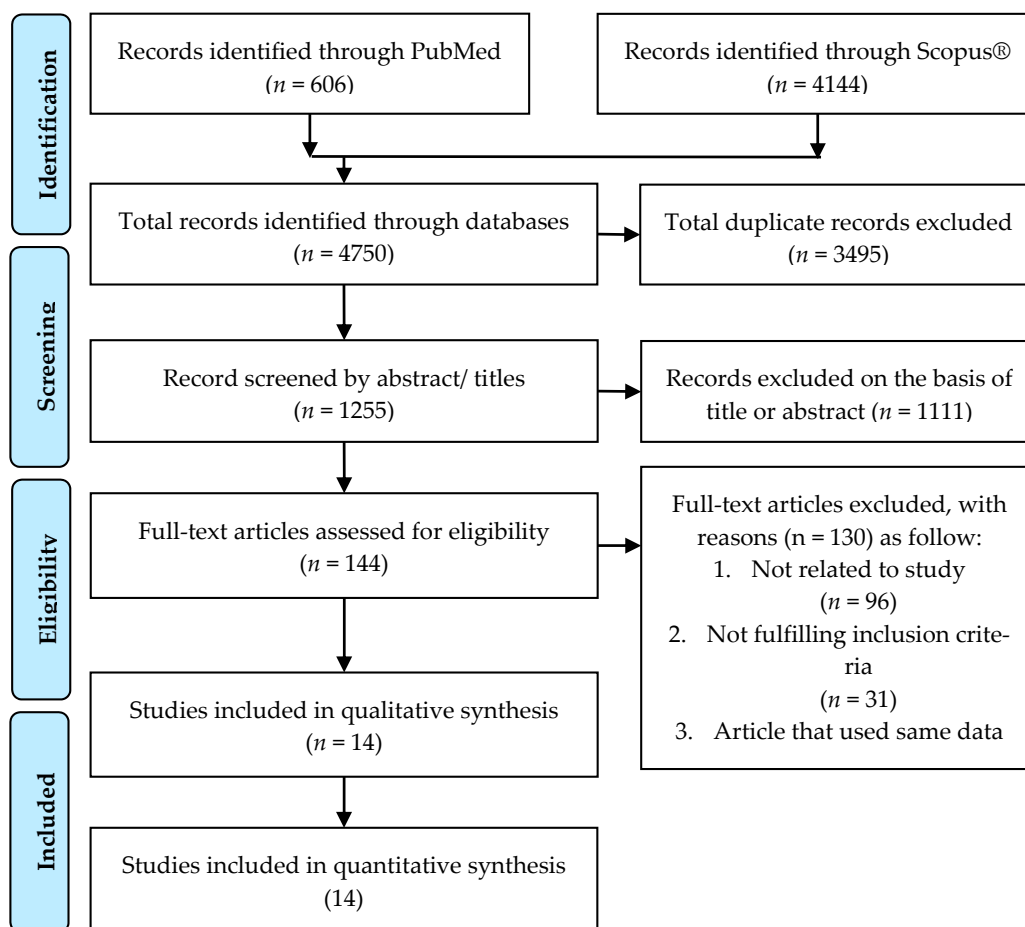 Identification
Records identified through PubMed
(n = 606)
Records identified through Scopus®
(n = 4144)
Total records identified through databases
(n = 4750)
Total duplicate records excluded
(n = 3495)
Screening
Record screened by abstract/ titles
(n = 1255)
Records excluded on the basis of
title or abstract (n = 1111)
Eligibility
Full-text articles assessed for eligibility
(n = 144)
Full-text articles excluded, with
reasons (n = 130) as follow:
1. Not related to study
(n = 96)
2. Not fulfilling inclusion crite-
ria
(n = 31)
3. Article that used same data
Studies included in qualitative synthesis
(n = 14)
Included
Studies included in quantitative synthesis
(14)